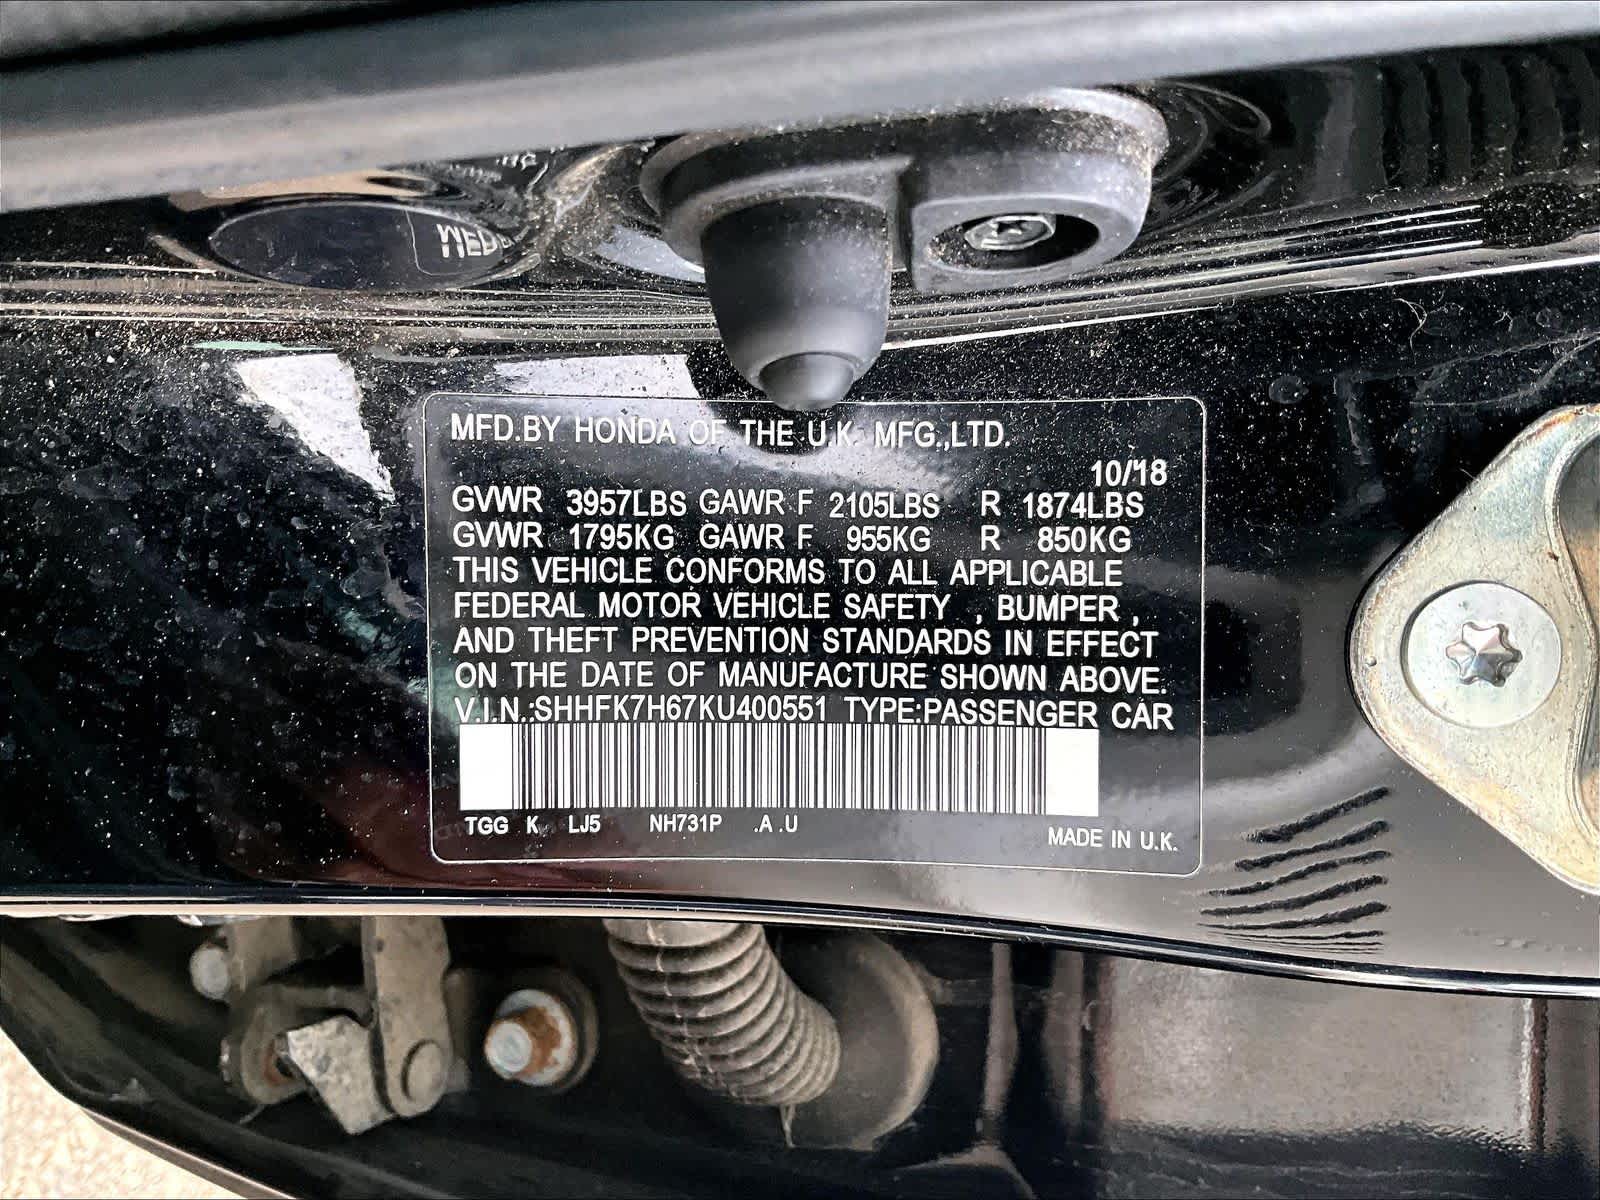 MFD.BY HONDA OF THE U.K. MFG.,LTD.
10/18
GVWR 3957LBS GAWR F 2105LBS R 1874LBS
GVWR 1795KG GAWR F 955KG R 850KG
THIS VEHICLE CONFORMS TO ALL APPLICABLE
FEDERAL MOTOR VEHICLE SAFETY , BUMPER ,
AND THEFT PREVENTION STANDARDS IN EFFECT
ON THE DATE OF MANUFACTURE SHOWN ABOVE.
V.I.N.:SHHFK7H67KU400551 TYPE:PASSENGER CAR
TGG K LJ5 NH731P .A .U
MADE IN U.K.